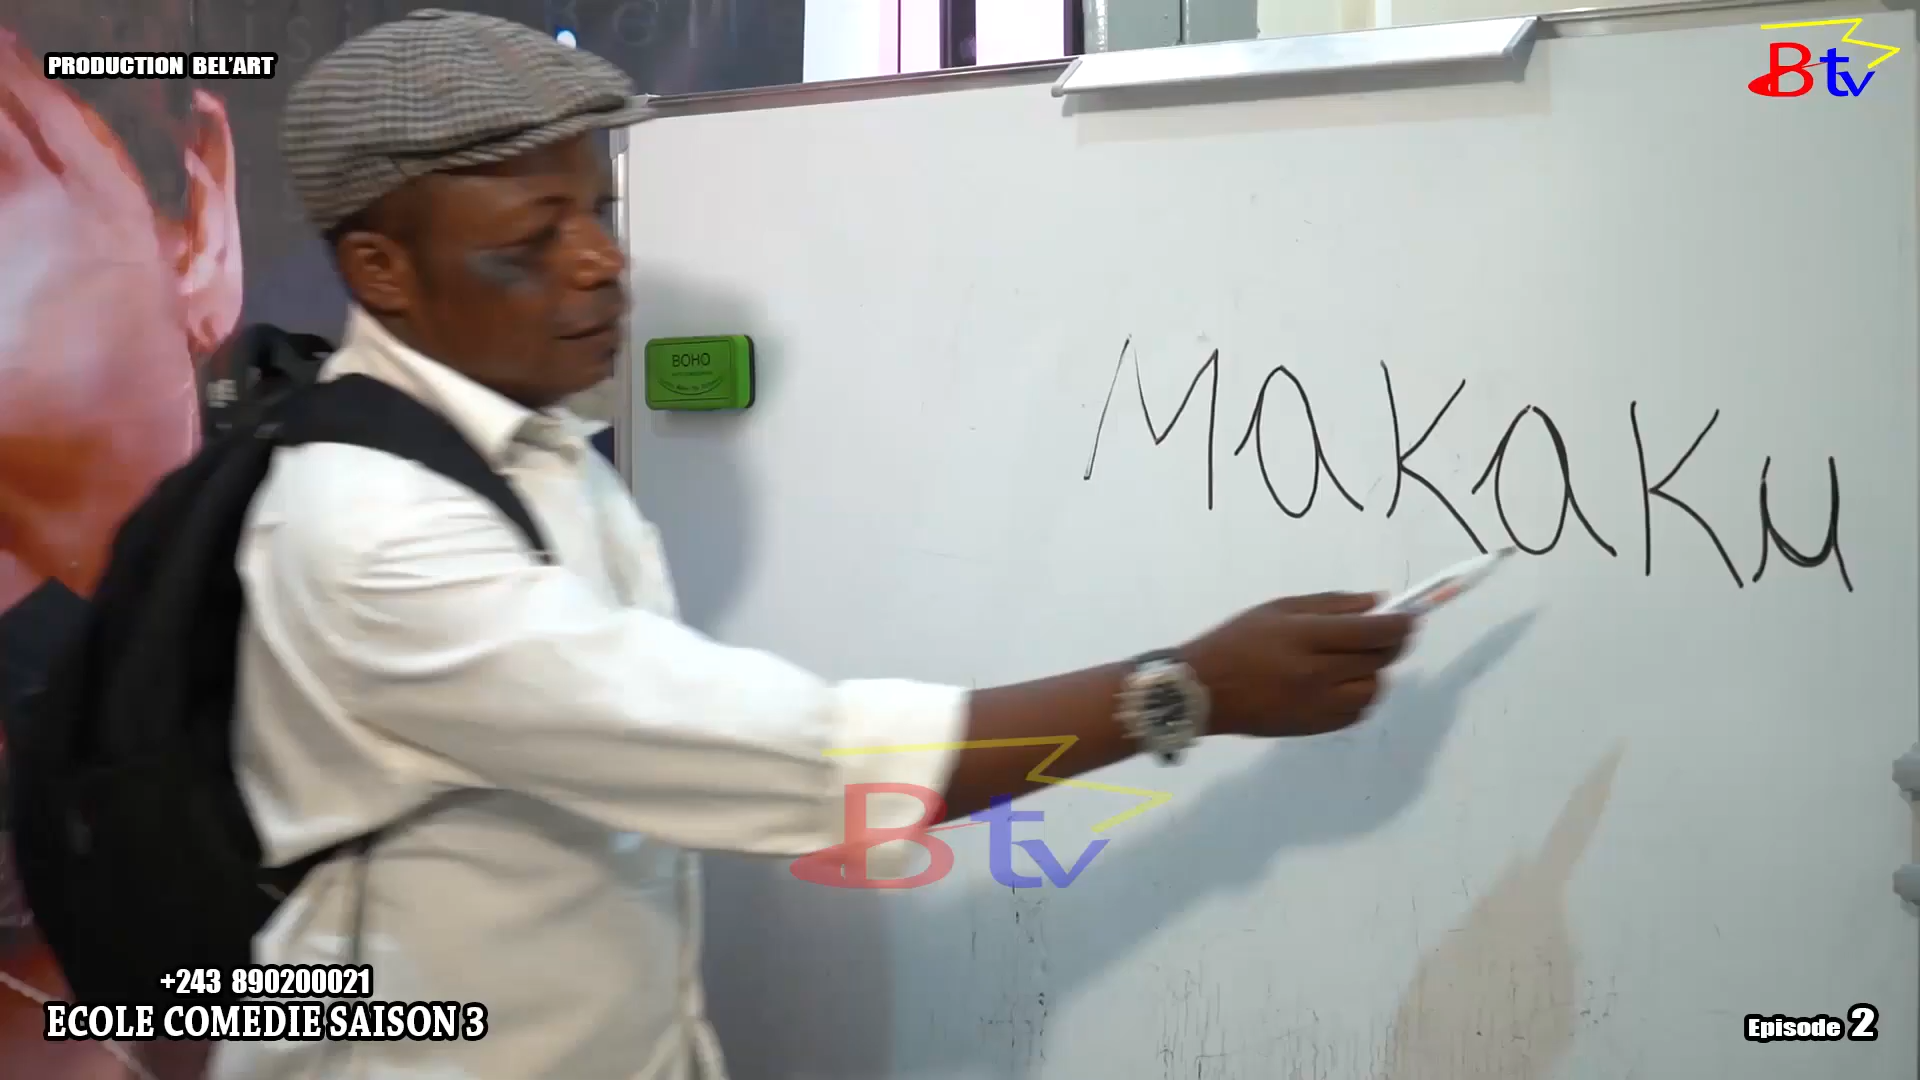 PRODUCTION BEL'ART
Btv
BOHO
MaKaKu
Btv
+243 890200021
ECOLE COMEDIE SAISON 3
Episode 2